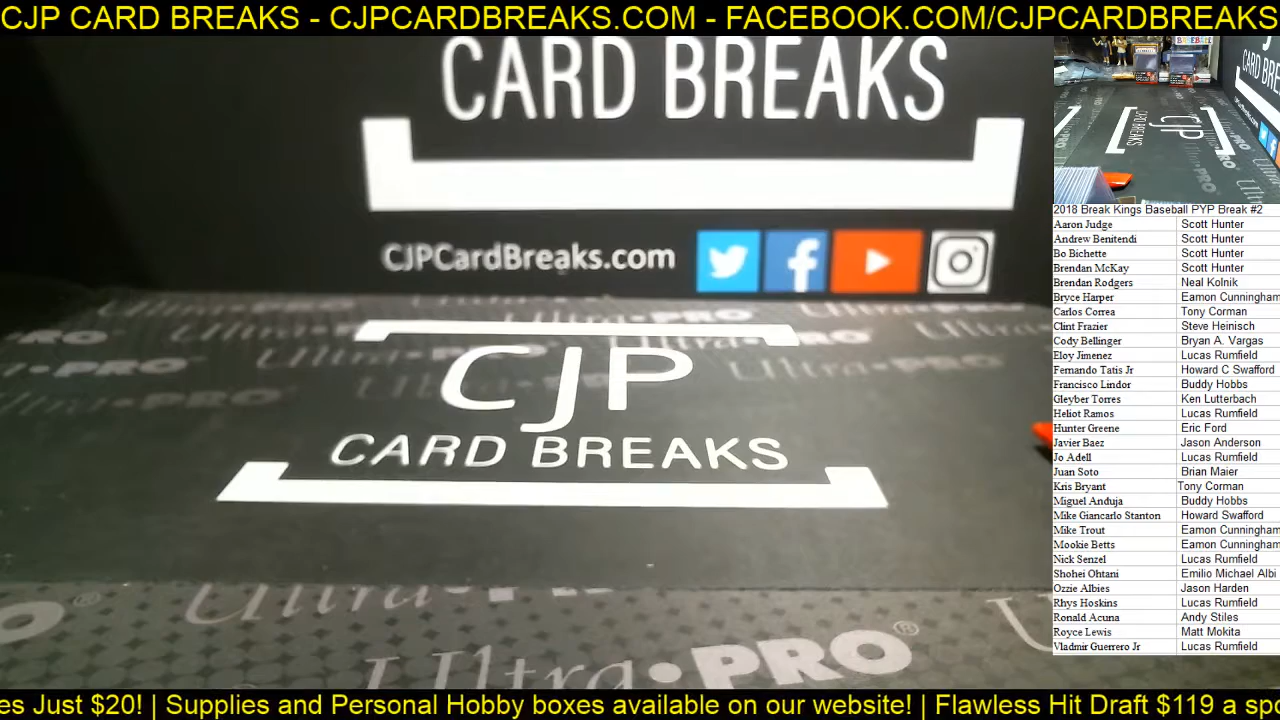 CJP CARD BREAKS - CJPCARDBREAKS.COM - FACEBOOK.COM/CJPCARDBREAKS
CARD BREAKS
CJPCardBreaks.com
CJP
CARD BREAKS
Ultra•PRO
Ultra•PRO®
2018 Break Kings Baseball PYP Break #2
Aaron Judge Scott Hunter
Andrew Benitendi Scott Hunter
Bo Bichette Scott Hunter
Brendan McKay Scott Hunter
Brendan Rodgers Neal Kolnik
Bryce Harper Eamon Cunningham
Carlos Correa Tony Corman
Clint Frazier Steve Heinisch
Cody Bellinger Bryan A. Vargas
Eloy Jimenez Lucas Rumfield
Fernando Tatis Jr Howard C Swafford
Francisco Lindor Buddy Hobbs
Gleyber Torres Ken Lutterbach
Heliot Ramos Lucas Rumfield
Hunter Greene Eric Ford
Javier Baez Jason Anderson
Jo Adell Lucas Rumfield
Juan Soto Brian Maier
Kris Bryant Tony Corman
Miguel Anduja Buddy Hobbs
Mike Giancarlo Stanton Howard Swafford
Mike Trout Eamon Cunningham
Mookie Betts Eamon Cunningham
Nick Senzel Lucas Rumfield
Shohei Ohtani Emilio Michael Albi
Ozzie Albies Jason Harden
Rhys Hoskins Lucas Rumfield
Ronald Acuna Andy Stiles
Royce Lewis Matt Mokita
Vladmir Guerrero Jr Lucas Rumfield
es Just $20! | Supplies and Personal Hobby boxes available on our website! | Flawless Hit Draft $119 a spo